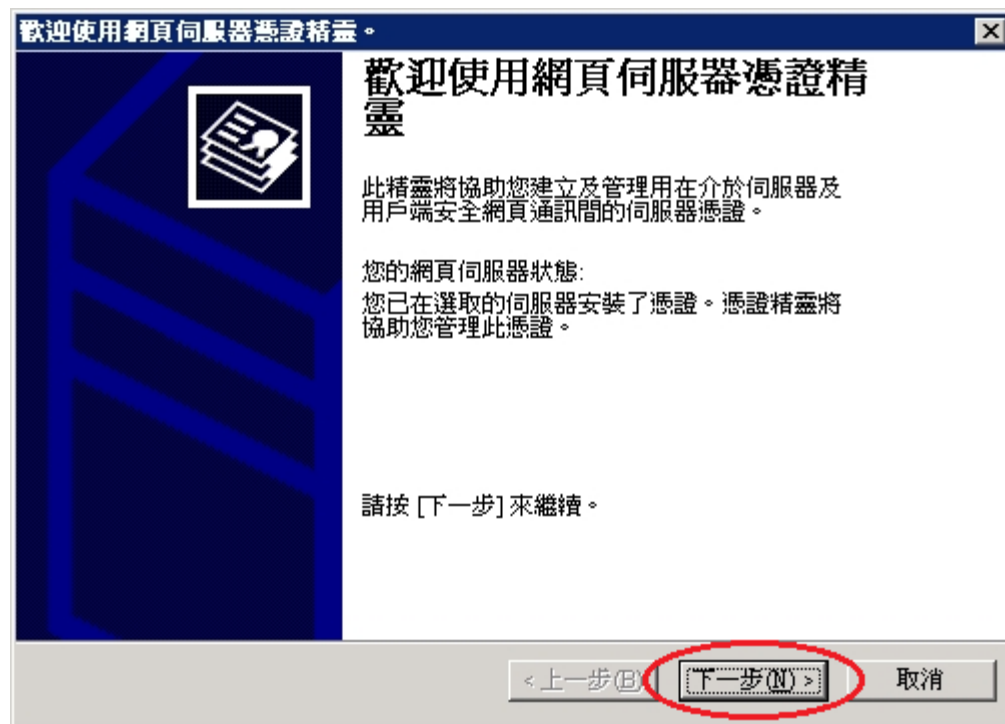 歡迎使用網頁伺服器憑證精靈。
歡迎使用網頁伺服器憑證精
靈
此精靈將協助您建立及管理用在介於伺服器及
用戶端安全網頁通訊間的伺服器憑證。
您的網頁伺服器狀態:
您已在選取的伺服器安裝了憑證。憑證精靈將
協助您管理此憑證。
請按 [下一步] 來繼續。
< 上一步(B) 下一步(N) > 取消